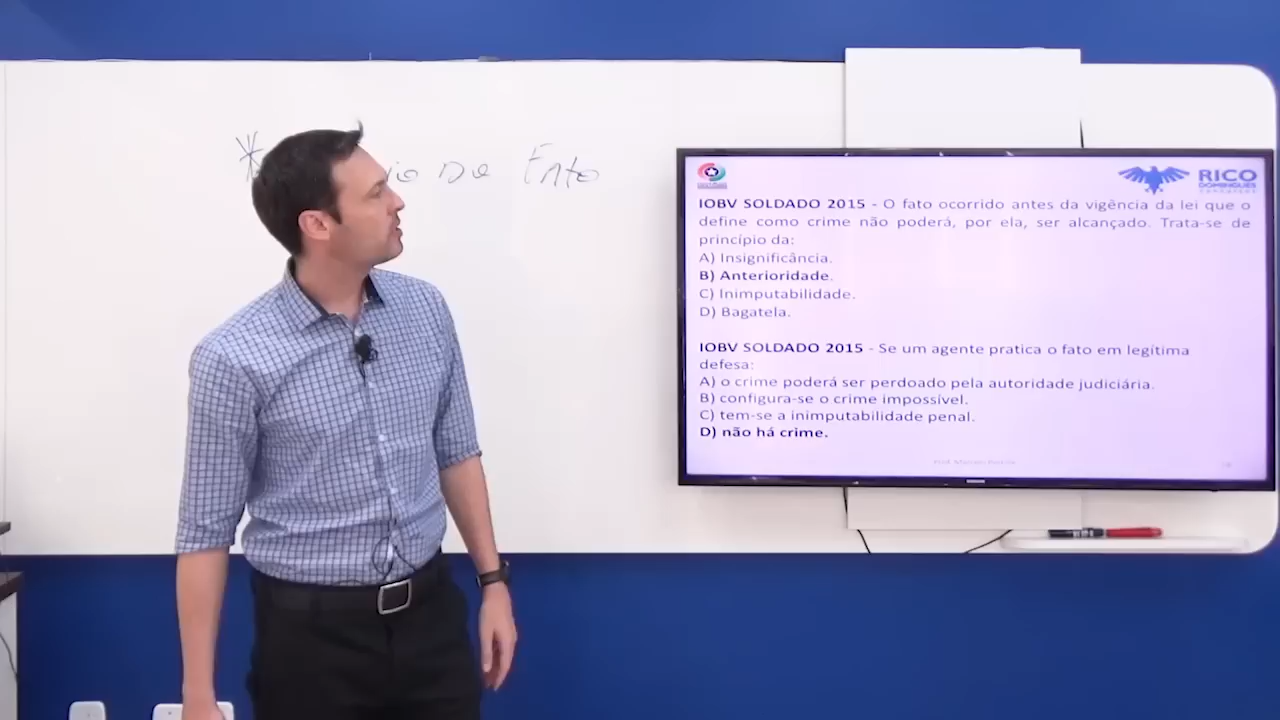 * io do Fato
RICO
DOMINGUES
IOBV SOLDADO 2015 - O fato ocorrido antes da vigência da lei que o
define como crime não poderá, por ela, ser alcançado. Trata-se de
princípio da:
A) Insignificância.
B) Anterioridade.
C) Inimputabilidade.
D) Bagatela.
IOBV SOLDADO 2015 - Se um agente pratica o fato em legítima
defesa:
A) o crime poderá ser perdoado pela autoridade judiciária.
B) configura-se o crime impossível.
C) tem-se a inimputabilidade penal.
D) não há crime.